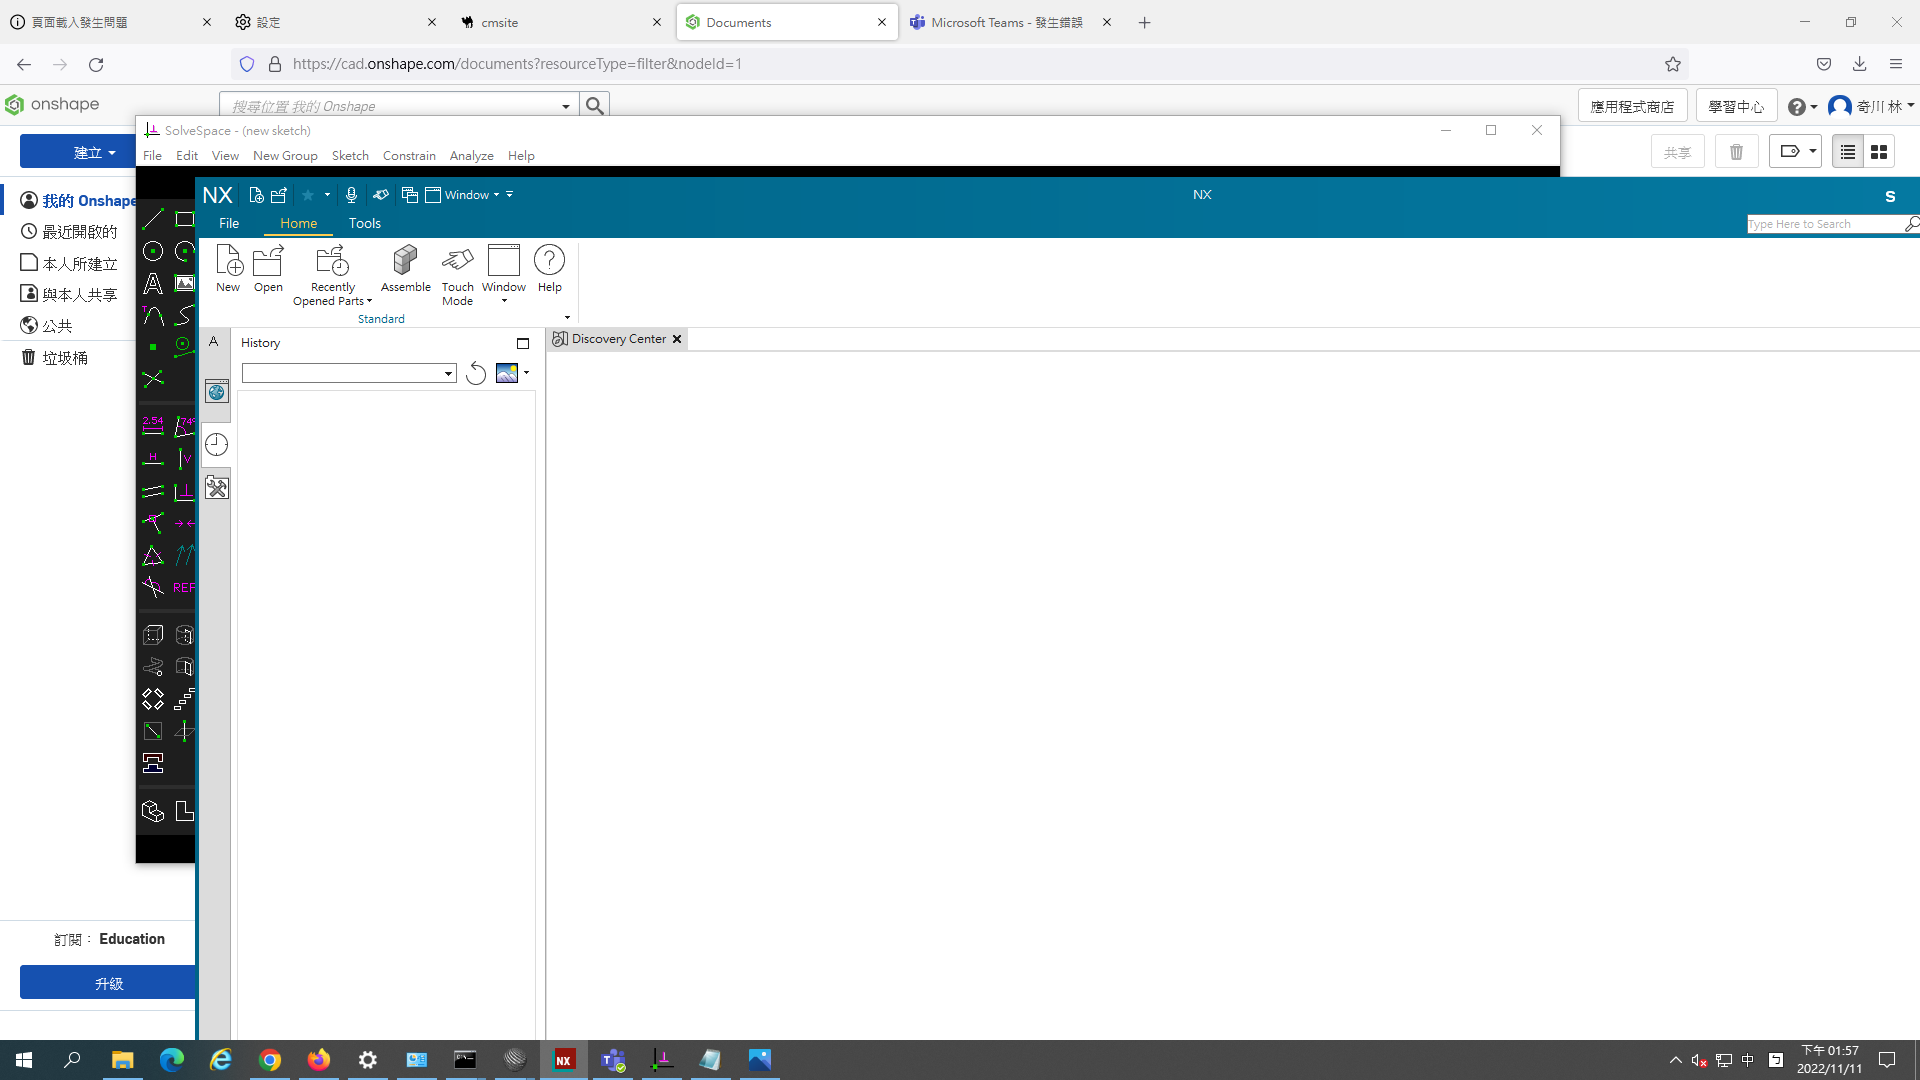 頁面載入發生問題
設定
cmsite
Documents
Microsoft Teams - 發生錯誤
https://cad.onshape.com/documents?resourceType=filter&nodeId=1
onshape
搜尋位置 我的 Onshape
應用程式商店
學習中心
奇川 林
建立
共享
SolveSpace - (new sketch)
File Edit View New Group Sketch Constrain Analyze Help
我的 Onshape
最近開啟的
本人所建立
與本人共享
公共
垃圾桶
訂閱： Education
升級
2.54
74°
H
V
REF
NX
Window
NX
S
File Home Tools
Type Here to Search
New
Open
Recently
Opened Parts
Assemble
Touch
Mode
Window
Help
Standard
A
History
Discovery Center
NX
中
下午 01:57
2022/11/11